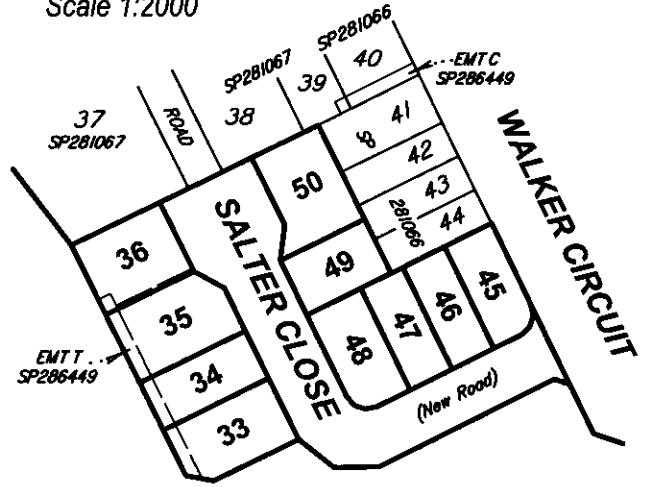 Scale 1:2000
SP281066
SP281067
40
EMT C
SP286449
39
38
37
SP281067
ROAD
41
SP
42
43
281066
44
WALKER CIRCUIT
50
SALTER CLOSE
36
49
45
46
47
48
35
EMT T
SP286449
34
33
(New Road)